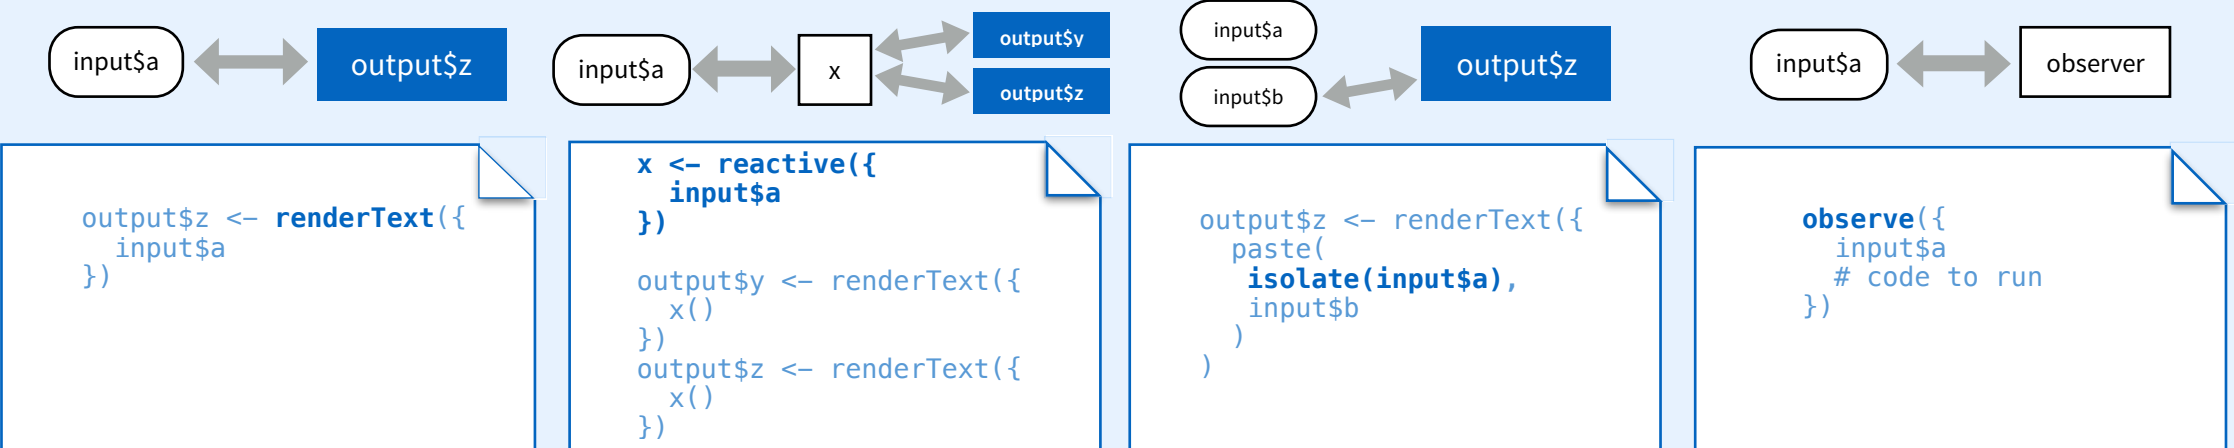 input$a
output$z
input$a
x
output$y
output$z
input$a
input$b
output$z
input$a
observer
output$z <- renderText({
  input$a
})
x <- reactive({
  input$a
})
output$y <- renderText({
  x()
})
output$z <- renderText({
  x()
})
output$z <- renderText({
  paste(
   isolate(input$a),
   input$b
  )
)
observe({
  input$a
  # code to run
})